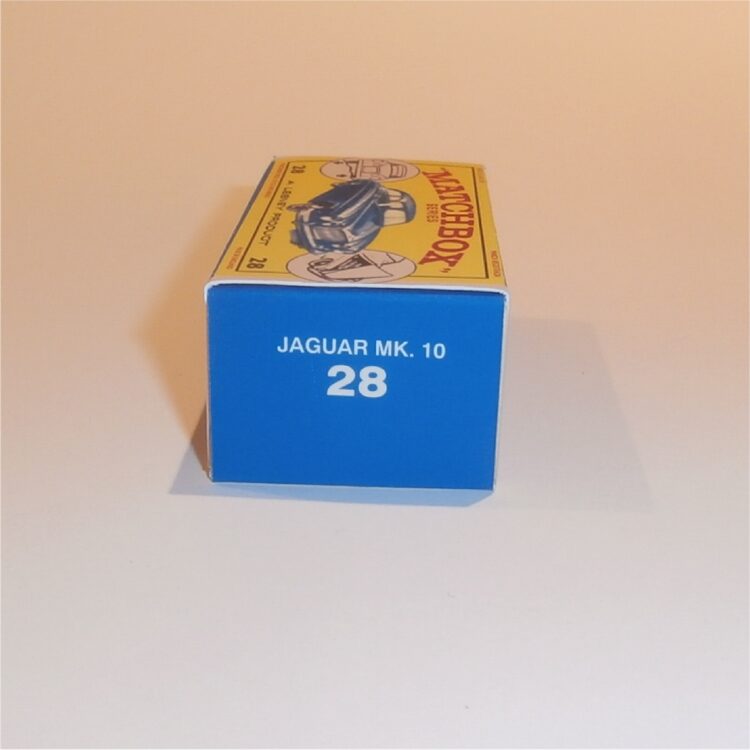 "MATCHBOX"
SERIES
28 A LESNEY PRODUCT 28
JAGUAR MK. 10
28